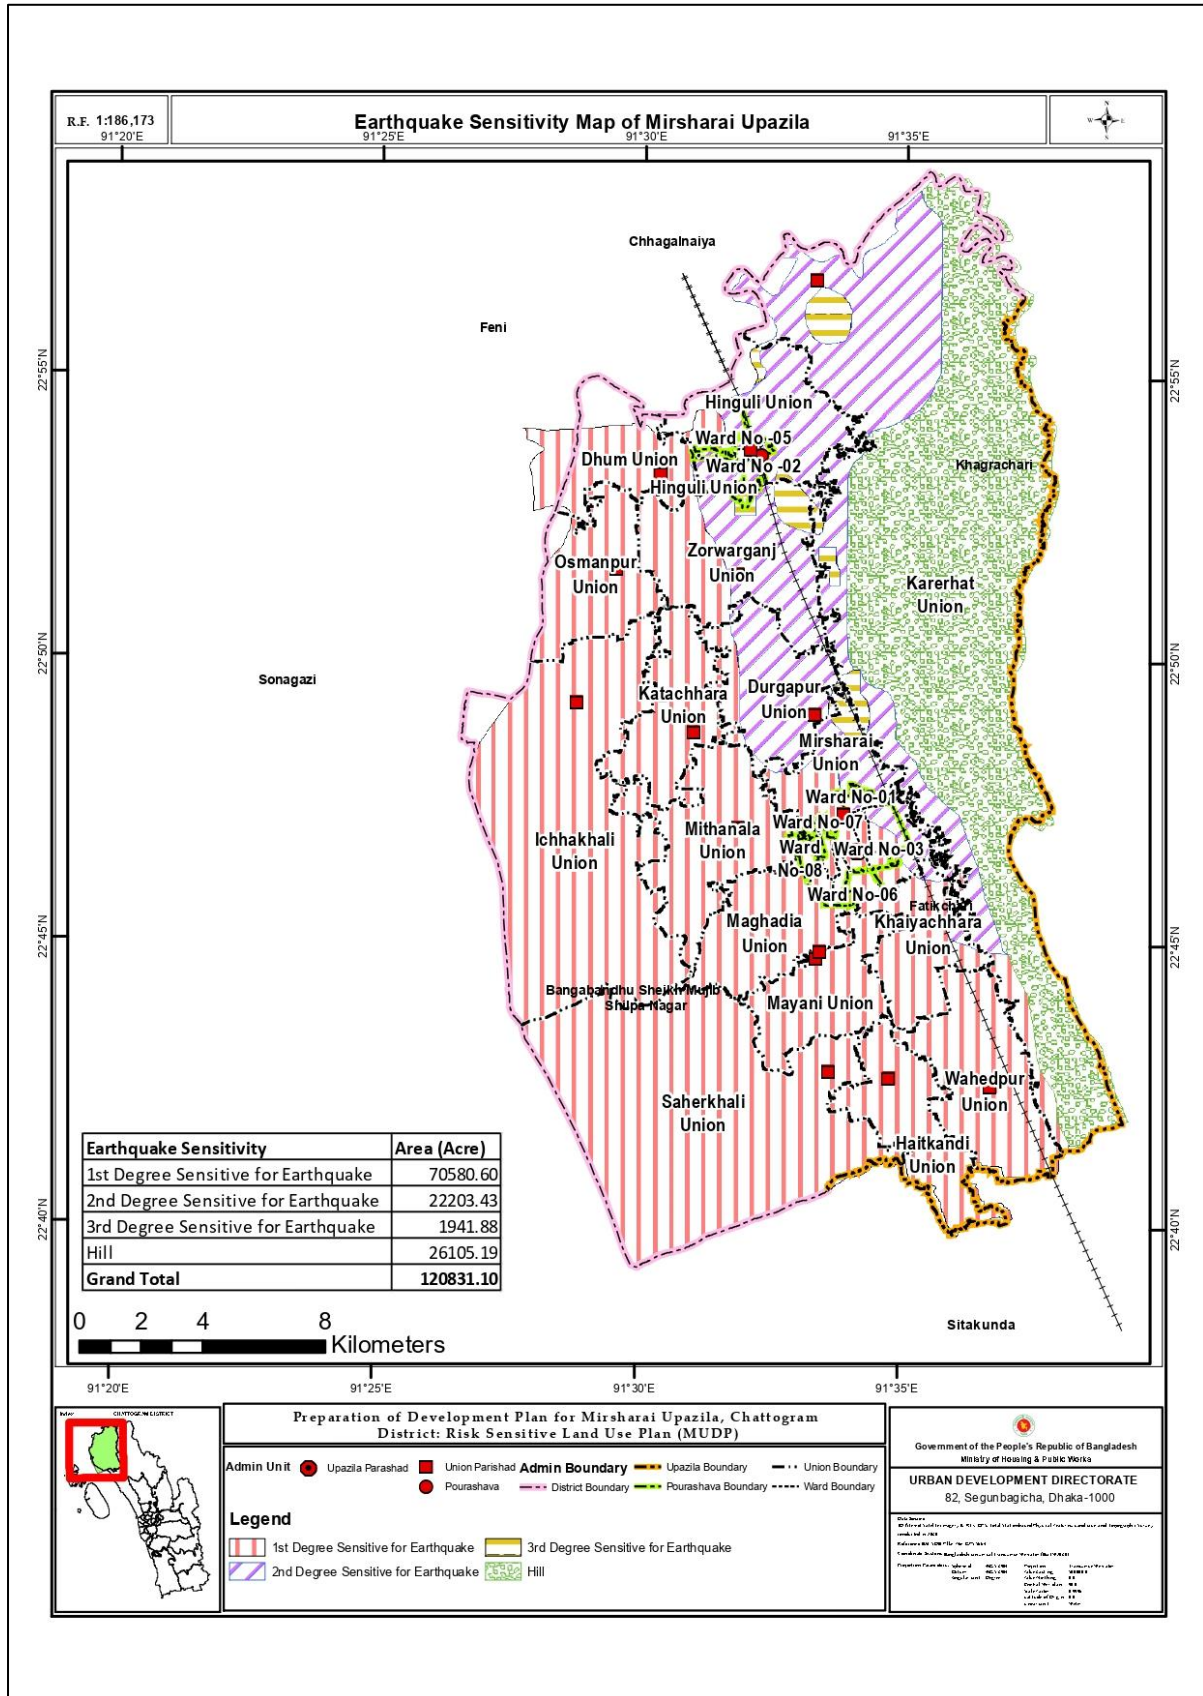 R.F. 1:186,173
Earthquake Sensitivity Map of Mirsharai Upazila
N
W E
S
91°20'E 91°25'E 91°30'E 91°35'E
Chhagalnaiya
Feni
22°55'N
22°55'N
Hinguli Union
Ward No -05
Dhum Union
Ward No -02
Khagrachari
Hinguli Union
Zorwarganj
Union
Osmanpur
Union
Karerhat
Union
22°50'N
22°50'N
Sonagazi
Katachhara
Union
Durgapur
Union
Mirsharai
Union
Ward No-01
Ward No-07
Mithanala
Union
Ichhakhali
Union
Ward
No-08
Ward No-03
Ward No-06
Fatikchari
Khaiyachhara
Union
Maghadia
Union
22°45'N
22°45'N
Bangabandhu Sheikh Mujib
Shilpa Nagar
Mayani Union
Wahedpur
Union
Saherkhali
Union
Haitkandi
Union
Earthquake Sensitivity Area (Acre)
1st Degree Sensitive for Earthquake 70580.60
2nd Degree Sensitive for Earthquake 22203.43
3rd Degree Sensitive for Earthquake 1941.88
Hill 26105.19
Grand Total 120831.10
22°40'N
22°40'N
0 2 4 8
Kilometers
Sitakunda
91°20'E 91°25'E 91°30'E 91°35'E
Index CHATTOGRAM DISTRICT
Preparation of Development Plan for Mirsharai Upazila, Chattogram
District: Risk Sensitive Land Use Plan (MUDP)
Admin Unit Upazila Parashad Union Parishad Admin Boundary Upazila Boundary Union Boundary
Pourashava District Boundary Pourashava Boundary Ward Boundary
Legend
1st Degree Sensitive for Earthquake 3rd Degree Sensitive for Earthquake
2nd Degree Sensitive for Earthquake Hill
Government of the People's Republic of Bangladesh
Ministry of Housing & Public Works
URBAN DEVELOPMENT DIRECTORATE
82, Segunbagicha, Dhaka-1000